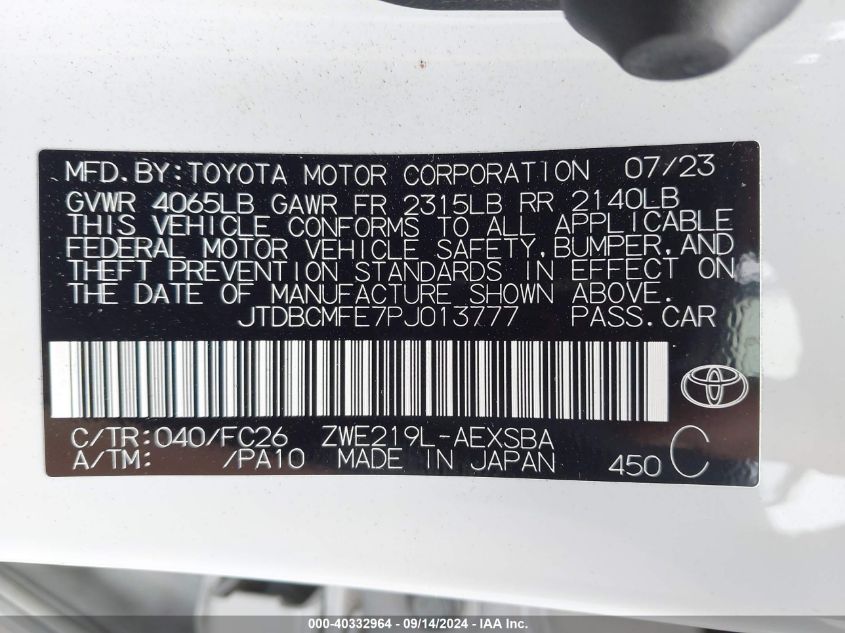 MFD.BY:TOYOTA MOTOR CORPORATION 07/23
GVWR 4065LB GAWR FR 2315LB RR 2140LB
THIS VEHICLE CONFORMS TO ALL APPLICABLE
FEDERAL MOTOR VEHICLE SAFETY,BUMPER,AND
THEFT PREVENTION STANDARDS IN EFFECT ON
THE DATE OF MANUFACTURE SHOWN ABOVE.
JTDBCMFE7PJ013777 PASS.CAR
C/TR:040/FC26 ZWE219L-AEXSBA
A/TM: /PA10 MADE IN JAPAN 450 C
000-40332964 - 09/14/2024 - IAA Inc.